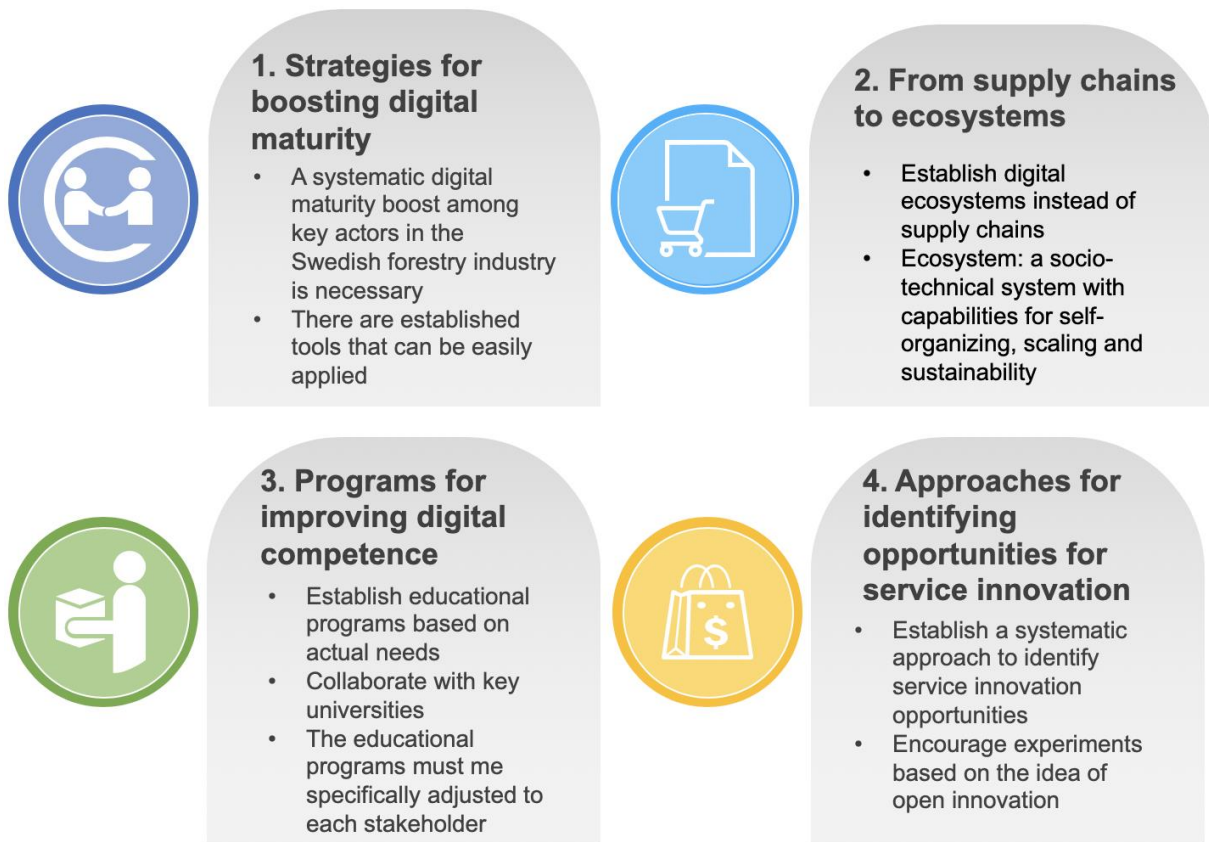 1. Strategies for
boosting digital
maturity
• A systematic digital
maturity boost among
key actors in the
Swedish forestry industry
is necessary
• There are established
tools that can be easily
applied
2. From supply chains
to ecosystems
• Establish digital
ecosystems instead of
supply chains
• Ecosystem: a socio-
technical system with
capabilities for self-
organizing, scaling and
sustainability
3. Programs for
improving digital
competence
• Establish educational
programs based on
actual needs
• Collaborate with key
universities
• The educational
programs must me
specifically adjusted to
each stakeholder
4. Approaches for
identifying
opportunities for
service innovation
• Establish a systematic
approach to identify
service innovation
opportunities
• Encourage experiments
based on the idea of
open innovation
$